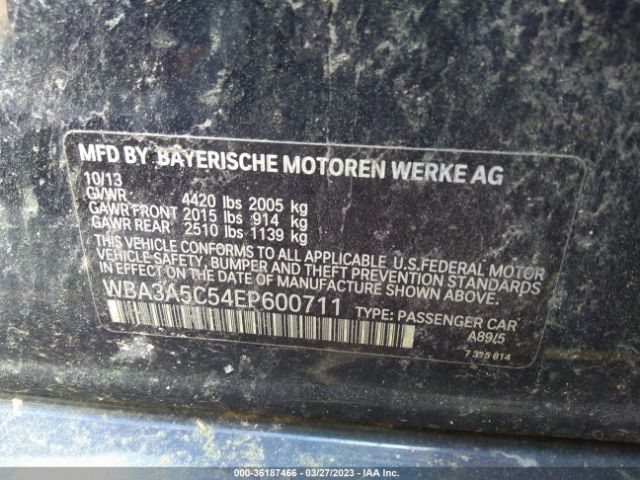 MFD BY BAYERISCHE MOTOREN WERKE AG
10/13
GVWR 4420 lbs 2005 kg
GAWR FRONT 2015 lbs 914 kg
GAWR REAR 2510 lbs 1139 kg
THIS VEHICLE CONFORMS TO ALL APPLICABLE U.S.FEDERAL MOTOR
VEHICLE SAFETY, BUMPER AND THEFT PREVENTION STANDARDS
IN EFFECT ON THE DATE OF MANUFACTURE SHOWN ABOVE.
WBA3A5C54EP600711 TYPE: PASSENGER CAR
A89/5
000-36187466 - 03/27/2023 - IAA Inc.